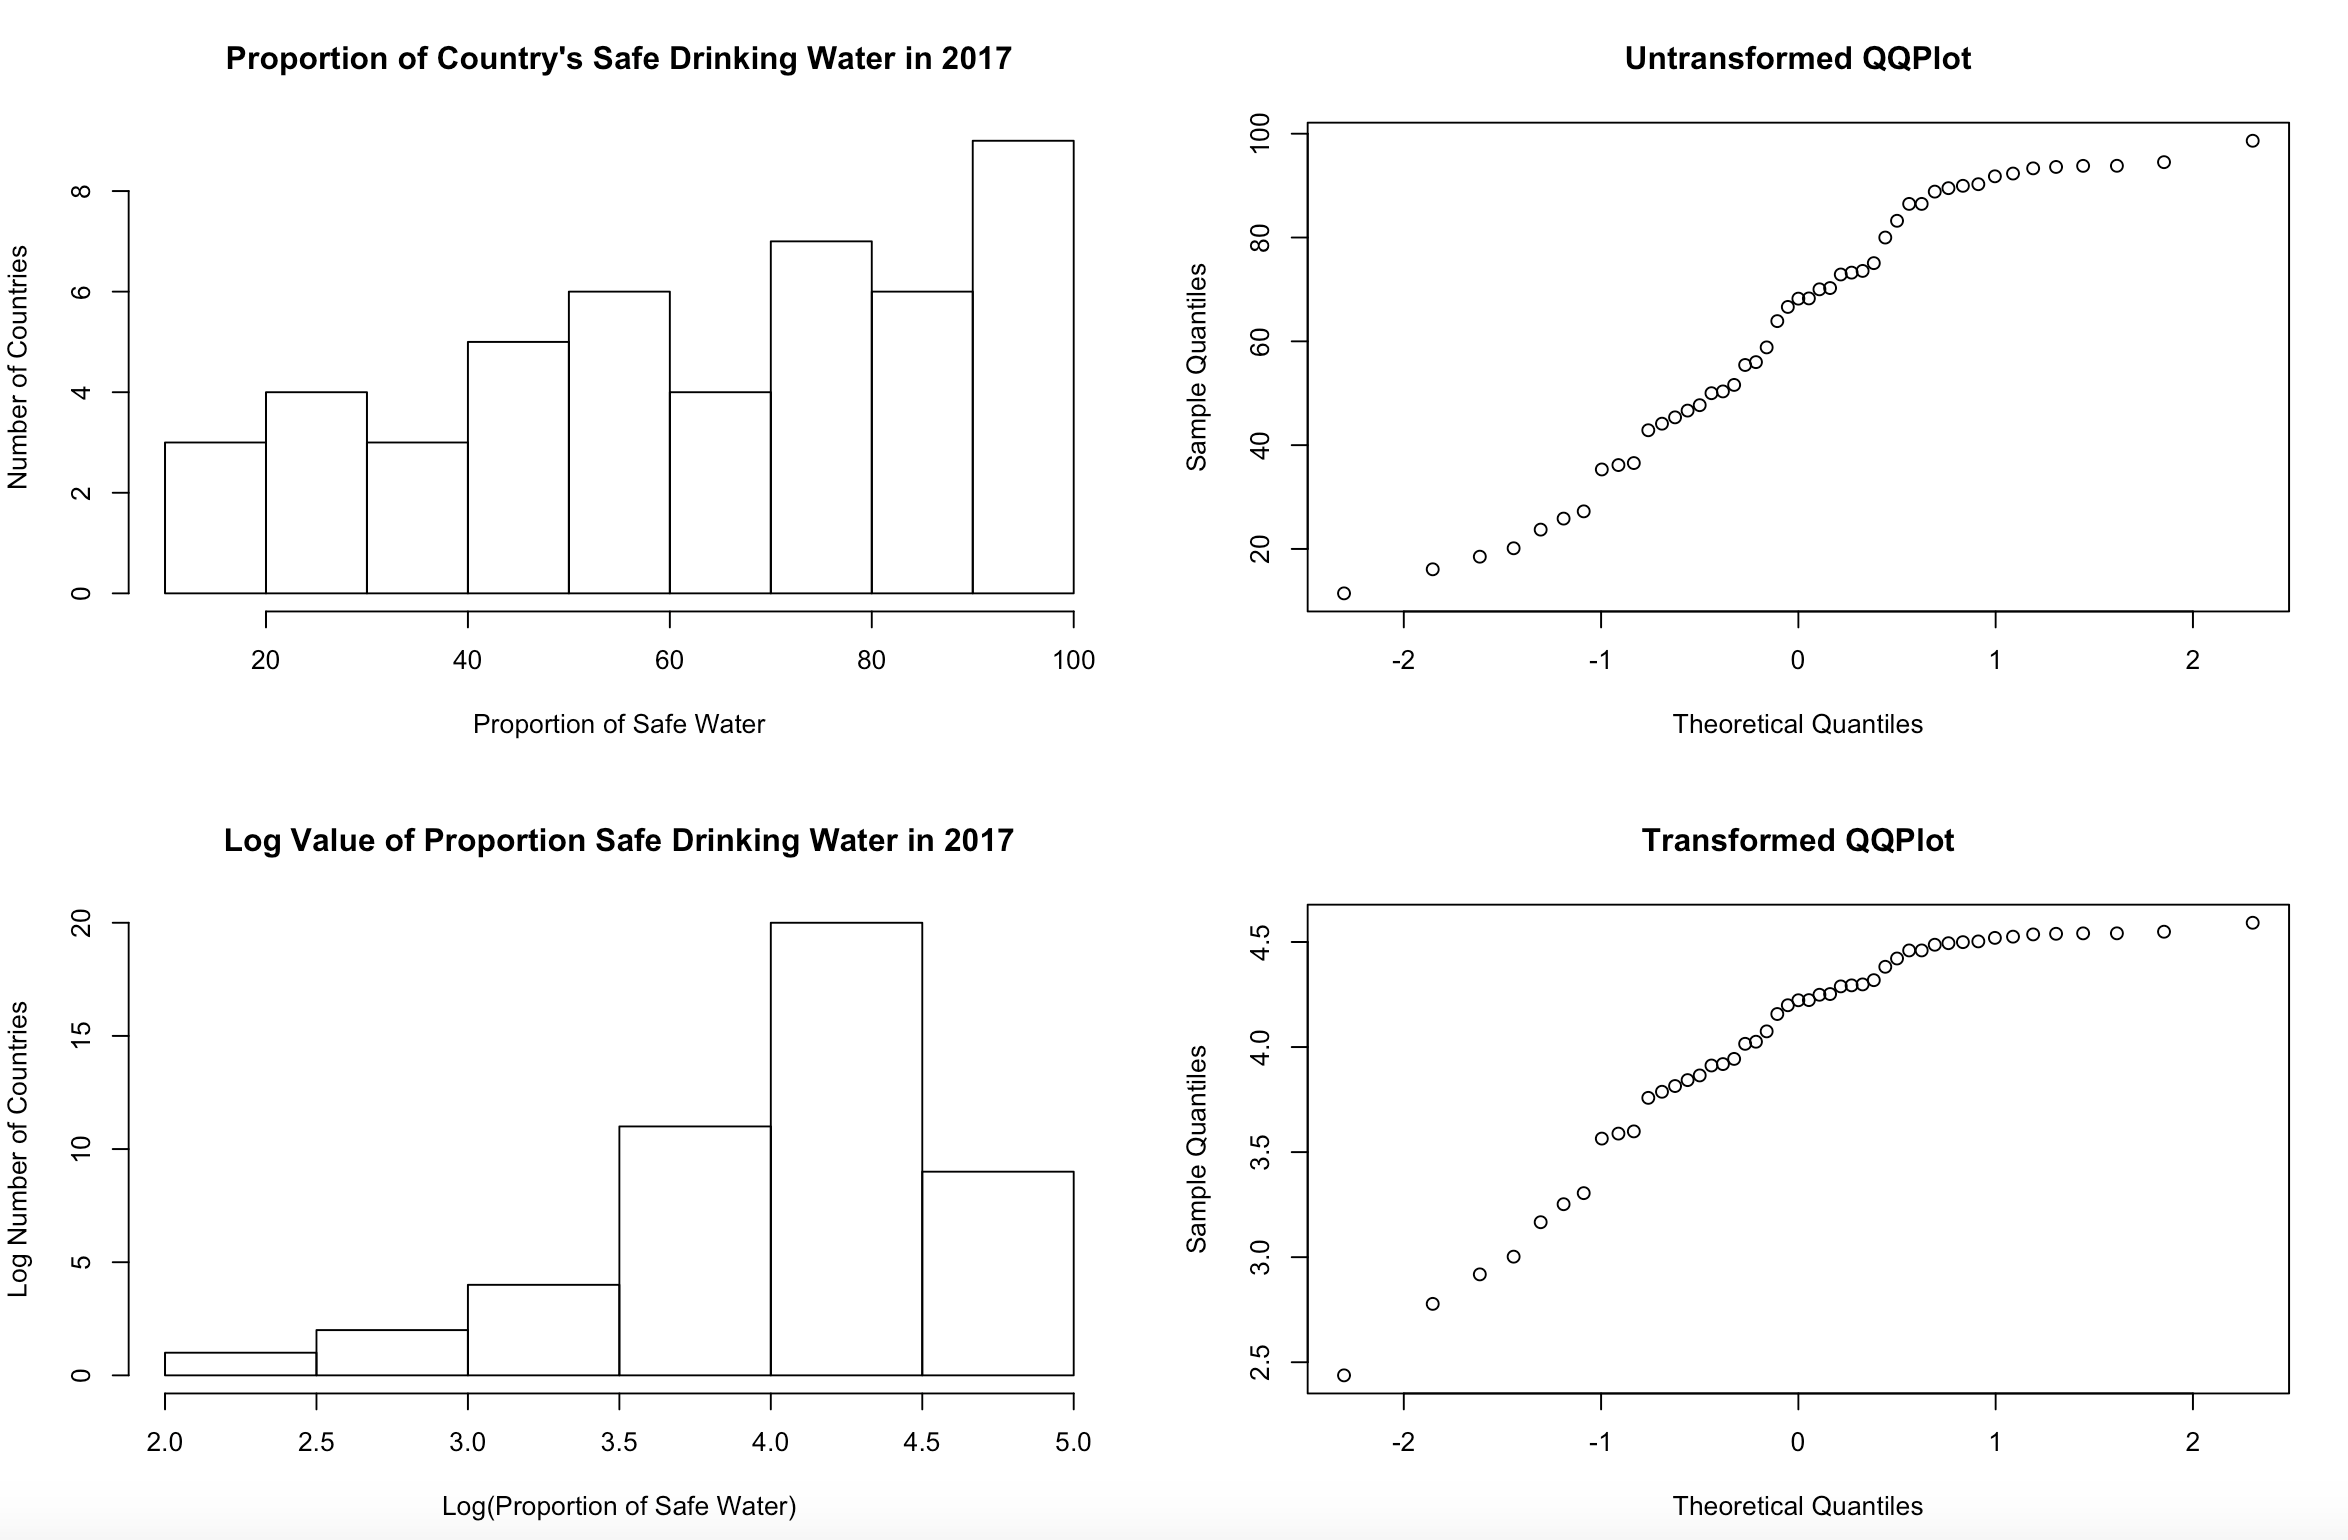 Proportion of Country's Safe Drinking Water in 2017
Number of Countries
0 2 4 6 8
20 40 60 80 100
Proportion of Safe Water
Untransformed QQPlot
Sample Quantiles
20 40 60 80 100
-2 -1 0 1 2
Theoretical Quantiles
Log Value of Proportion Safe Drinking Water in 2017
Log Number of Countries
0 5 10 15 20
2.0 2.5 3.0 3.5 4.0 4.5 5.0
Log(Proportion of Safe Water)
Transformed QQPlot
Sample Quantiles
2.5 3.0 3.5 4.0 4.5
-2 -1 0 1 2
Theoretical Quantiles